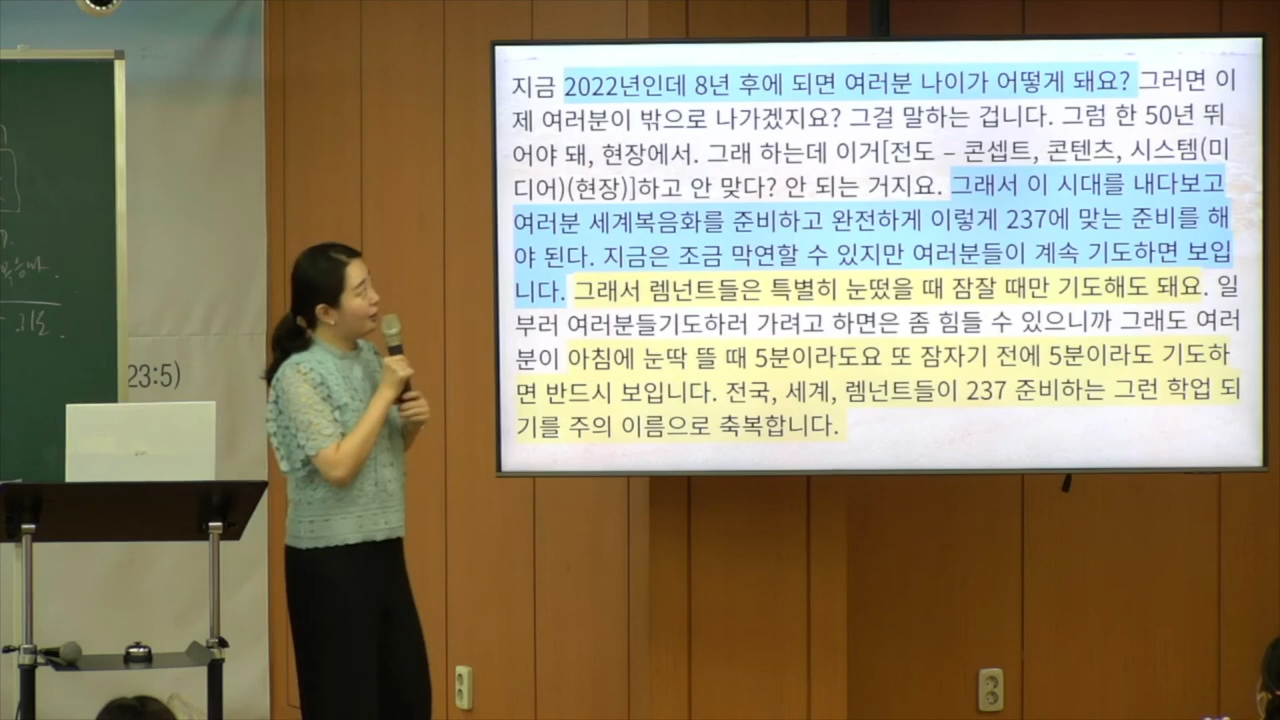 지금 2022년인데 8년 후에 되면 여러분 나이가 어떻게 돼요? 그러면 이
제 여러분이 밖으로 나가겠지요? 그걸 말하는 겁니다. 그럼 한 50년 뛰
어야 돼, 현장에서. 그래 하는데 이거[전도 – 콘셉트, 콘텐츠, 시스템(미
디어)(현장)]하고 안 맞다? 안 되는 거지요. 그래서 이 시대를 내다보고
여러분 세계복음화를 준비하고 완전하게 이렇게 237에 맞는 준비를 해
야 된다. 지금은 조금 막연할 수 있지만 여러분들이 계속 기도하면 보입
니다. 그래서 렘넌트들은 특별히 눈떴을 때 잠잘 때만 기도해도 돼요. 일
부러 여러분들기도하러 가려고 하면은 좀 힘들 수 있으니까 그래도 여러
분이 아침에 눈딱 뜰 때 5분이라도요 또 잠자기 전에 5분이라도 기도하
면 반드시 보입니다. 전국, 세계, 렘넌트들이 237 준비하는 그런 학업 되
기를 주의 이름으로 축복합니다.
23:5)